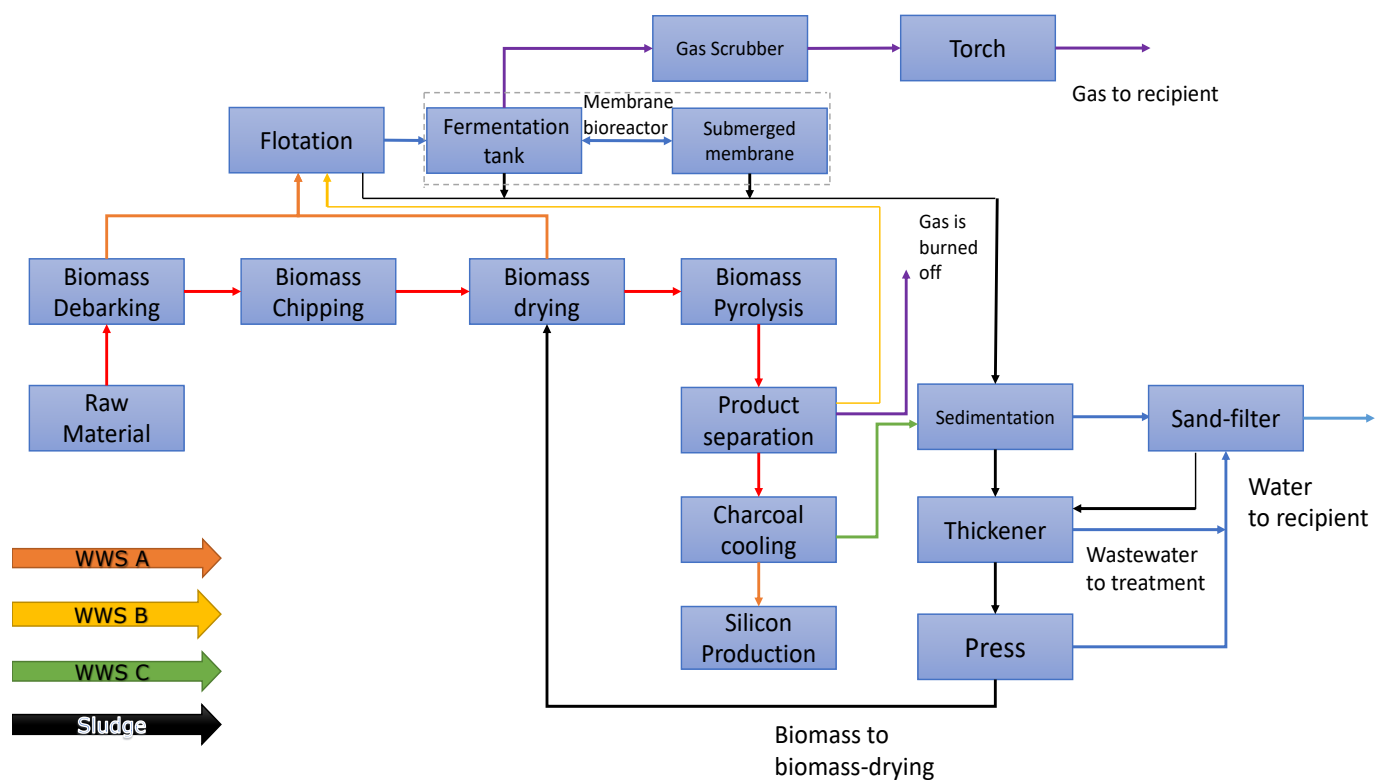 Gas Scrubber
Torch
Gas to recipient
Flotation
Fermentation
tank
Membrane
bioreactor
Submerged
membrane
Gas is
burned
off
Biomass
Debarking
Biomass
Chipping
Biomass
drying
Biomass
Pyrolysis
Raw
Material
Product
separation
Sedimentation
Sand-filter
Charcoal
cooling
Thickener
Water
to recipient
Wastewater
to treatment
Silicon
Production
Press
WWS A
WWS B
WWS C
Sludge
Biomass to
biomass-drying